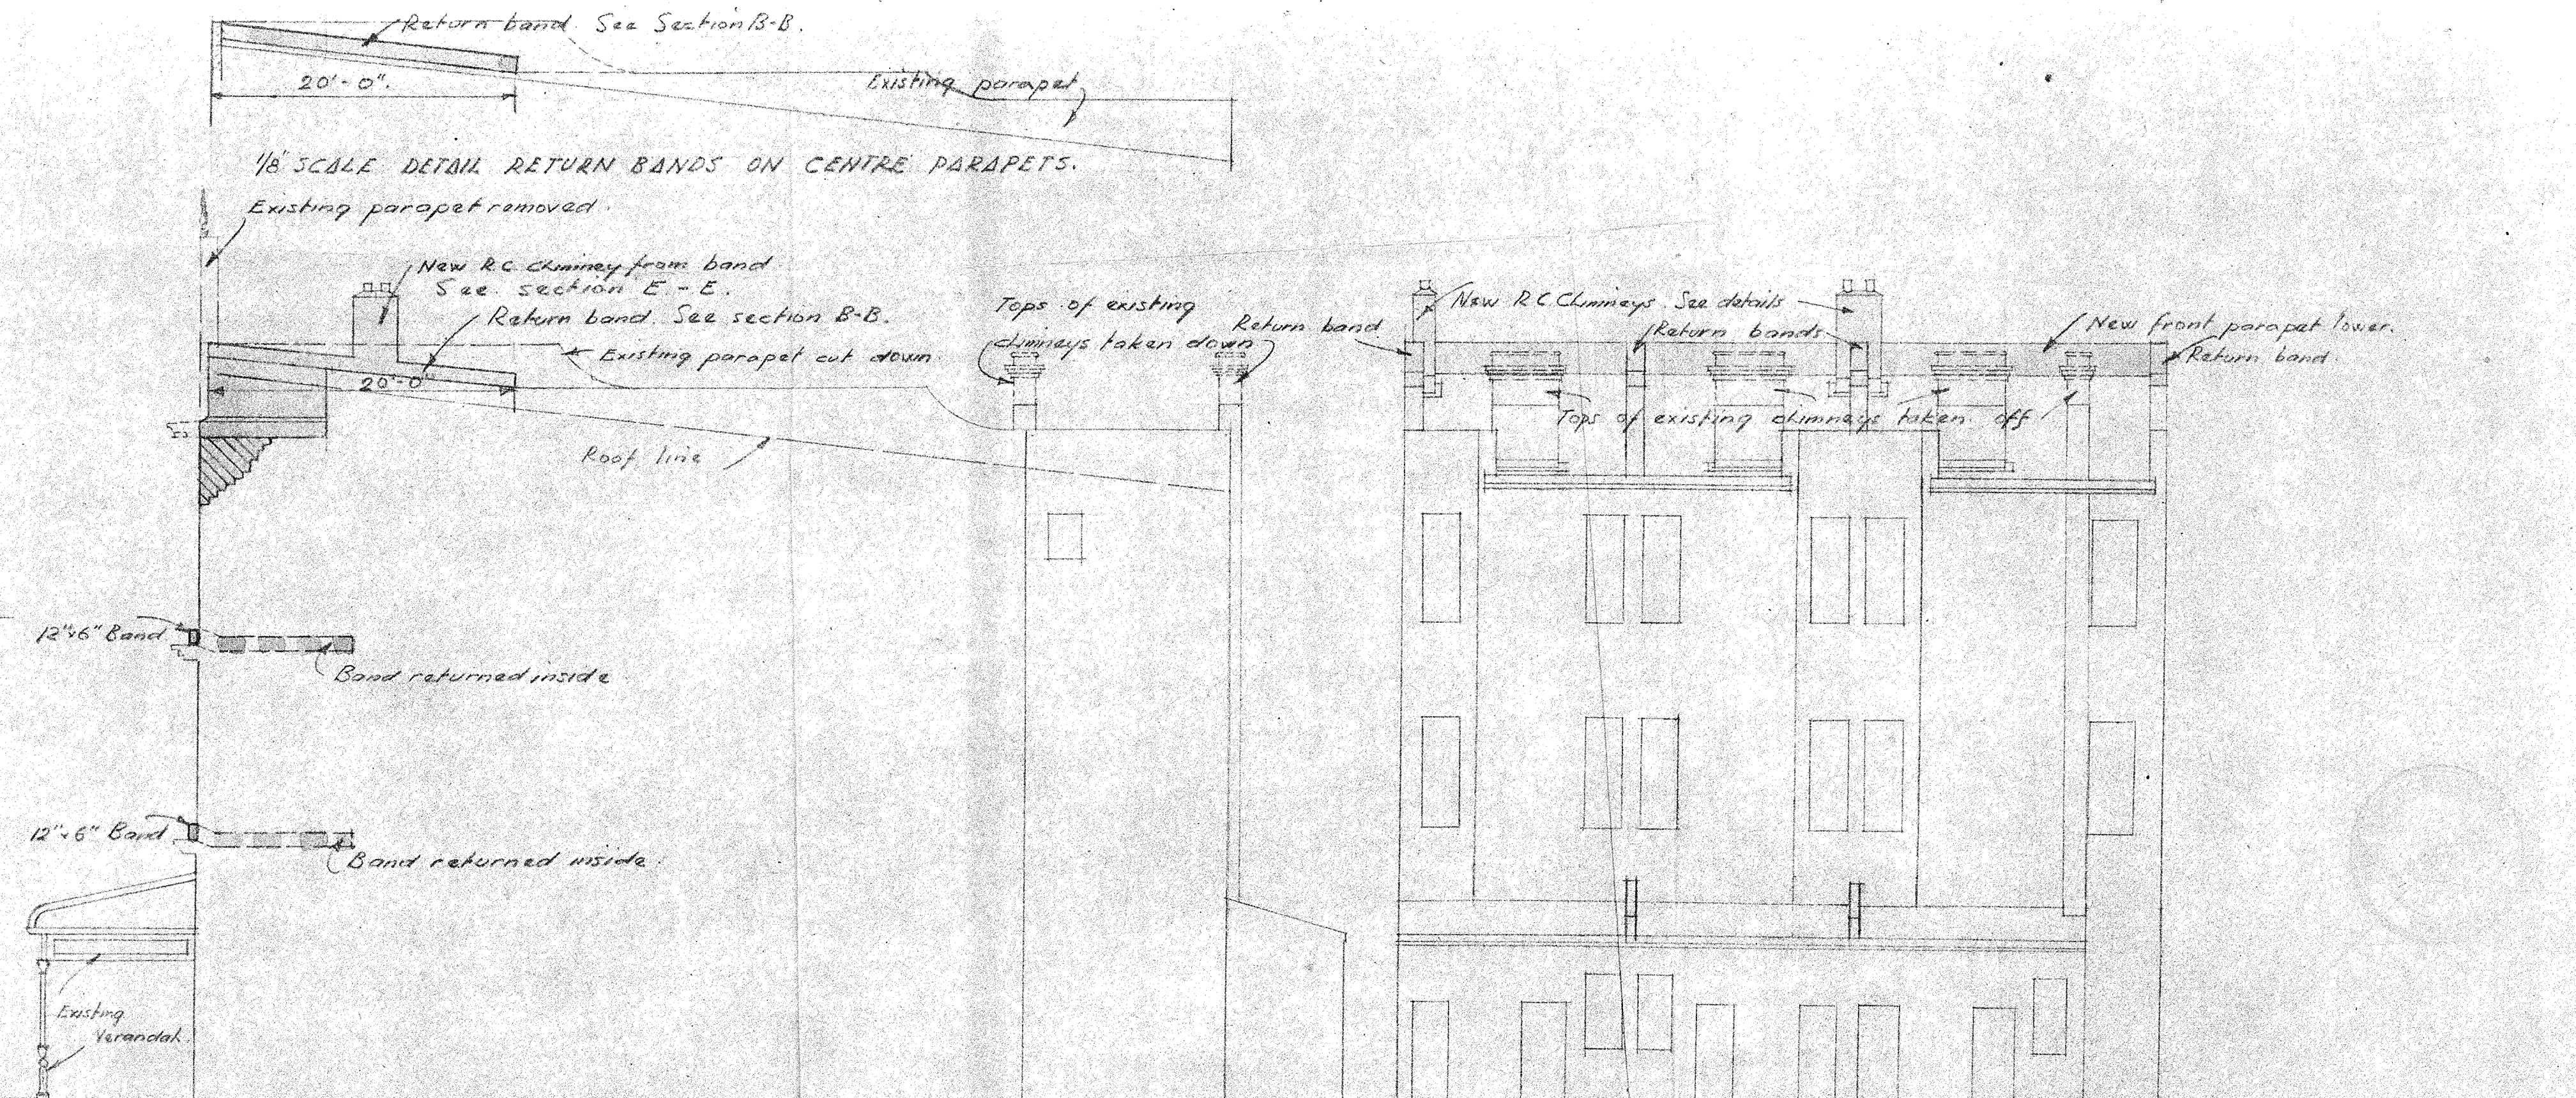 Return band. See Section B-B.
20'-0".
Existing parapet
1/8" SCALE DETAIL RETURN BANDS ON CENTRE PARAPETS.
Existing parapet removed.
New R.C. Chimney from band
See section E-E.
Return band. See section B-B.
Existing parapet cut down.
20'-0"
Roof line
Tops of existing
chimneys taken down
Return band
New R C Chimneys. See details
Return bands
New front parapet lower.
Return band
Tops of existing chimneys taken off
12"x6" Band
Band returned inside
12"x6" Band
Band returned inside.
Existing
Verandah.